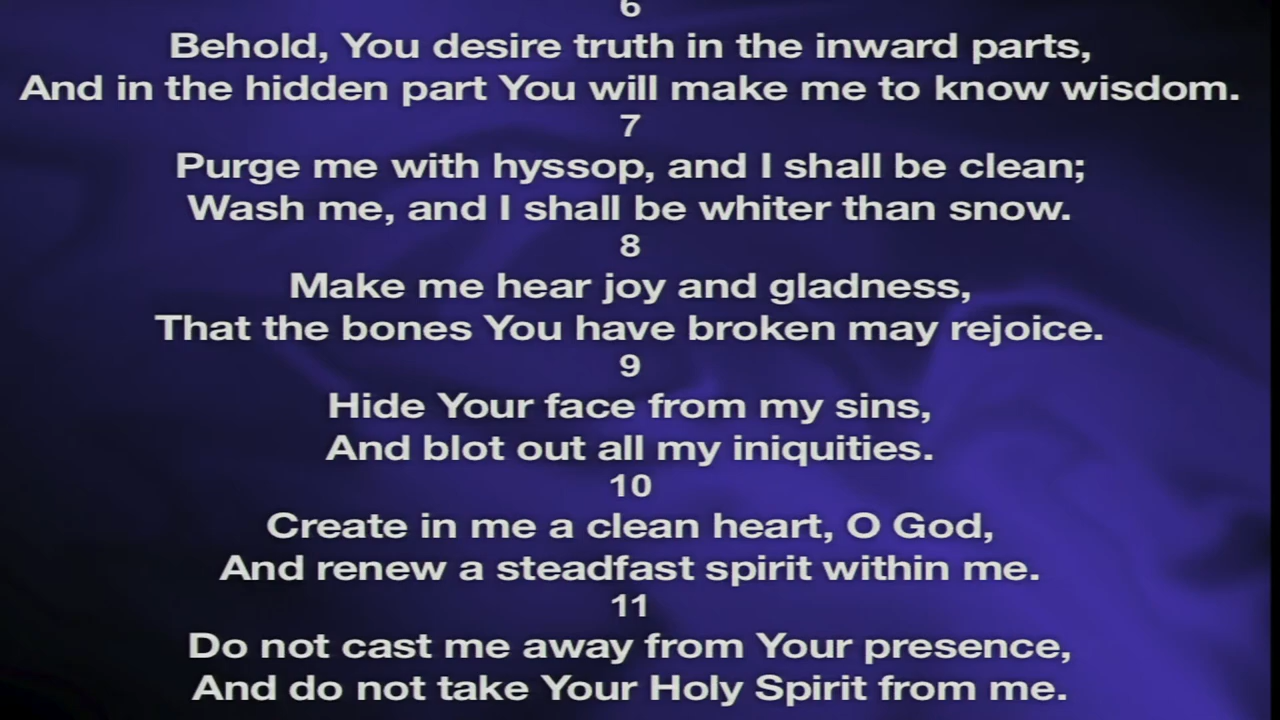 6
Behold, You desire truth in the inward parts,
And in the hidden part You will make me to know wisdom.
7
Purge me with hyssop, and I shall be clean;
Wash me, and I shall be whiter than snow.
8
Make me hear joy and gladness,
That the bones You have broken may rejoice.
9
Hide Your face from my sins,
And blot out all my iniquities.
10
Create in me a clean heart, O God,
And renew a steadfast spirit within me.
11
Do not cast me away from Your presence,
And do not take Your Holy Spirit from me.